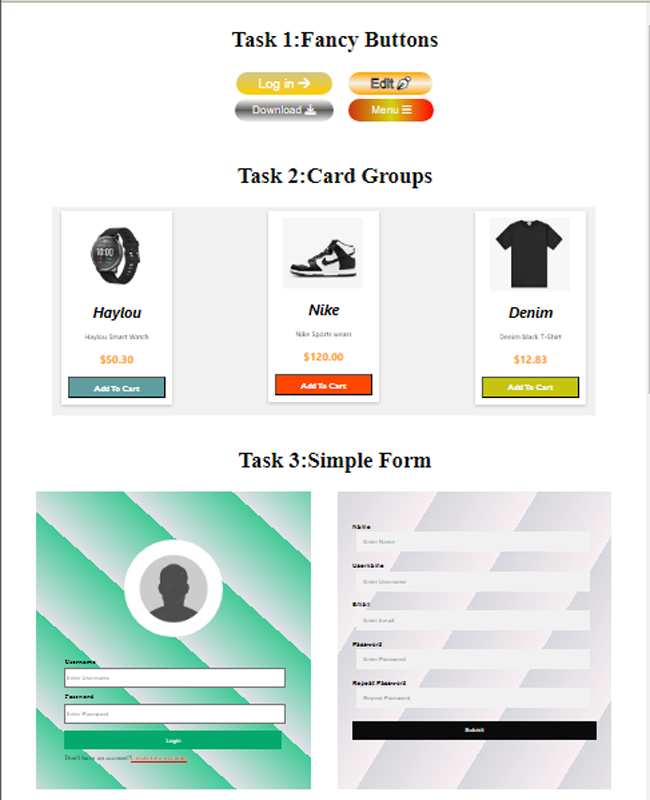 Task 1:Fancy Buttons
Log in
Edit
Download
Menu
Task 2:Card Groups
10:00
Haylou
Haylou Smart Watch
$50.30
Add To Cart
Nike
Nike Sports wears
$120.00
Add To Cart
Denim
Denim black T-Shirt
$12.83
Add To Cart
Task 3:Simple Form
Username
Enter Username
Password
Enter Password
Login
Don't have an account?
Name
Enter Name
Username
Enter Username
Email
Enter Email
Password
Enter Password
Repeat Password
Repeat Password
Submit